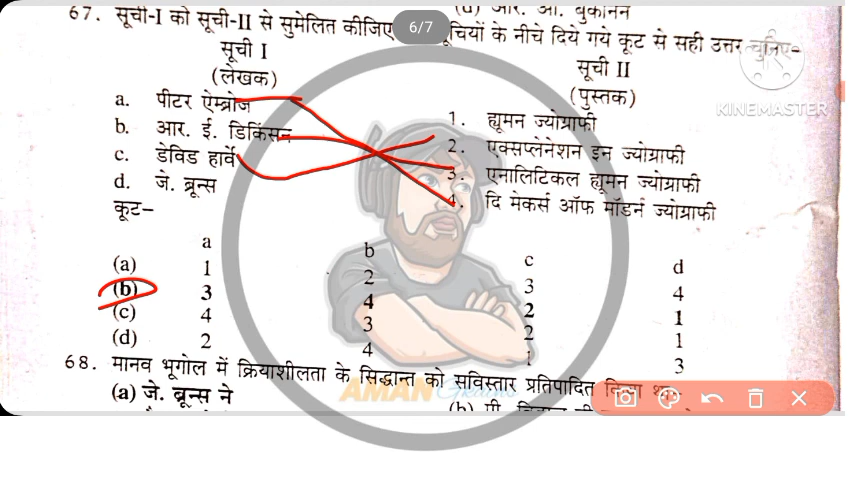 (d) आर. ओ. बुकानन
67. सूची-I को सूची-II से सुमेलित कीजिए सूचियों के नीचे दिये गये कूट से सही उत्तर चुनिए-
6/7
सूची I
सूची II
(लेखक)
(पुस्तक)
KINEMASTER
a. पीटर ऐम्ब्रोज
1. ह्यूमन ज्योग्राफी
b. आर. ई. डिकिंसन
2. एक्सप्लेनेशन इन ज्योग्राफी
c. डेविड हार्वे
3. एनालिटिकल ह्यूमन ज्योग्राफी
d. जे. ब्रून्स
4. दि मेकर्स ऑफ मॉडर्न ज्योग्राफी
कूट–
a b c d
(a) 1 2 3 4
(b) 3 4 2 1
(c) 4 3 2 1
(d) 2 4 1 3
68. मानव भूगोल में क्रियाशीलता के सिद्धान्त को सविस्तार प्रतिपादित किया था-
AMAN
(a) जे. ब्रून्स ने
(b)